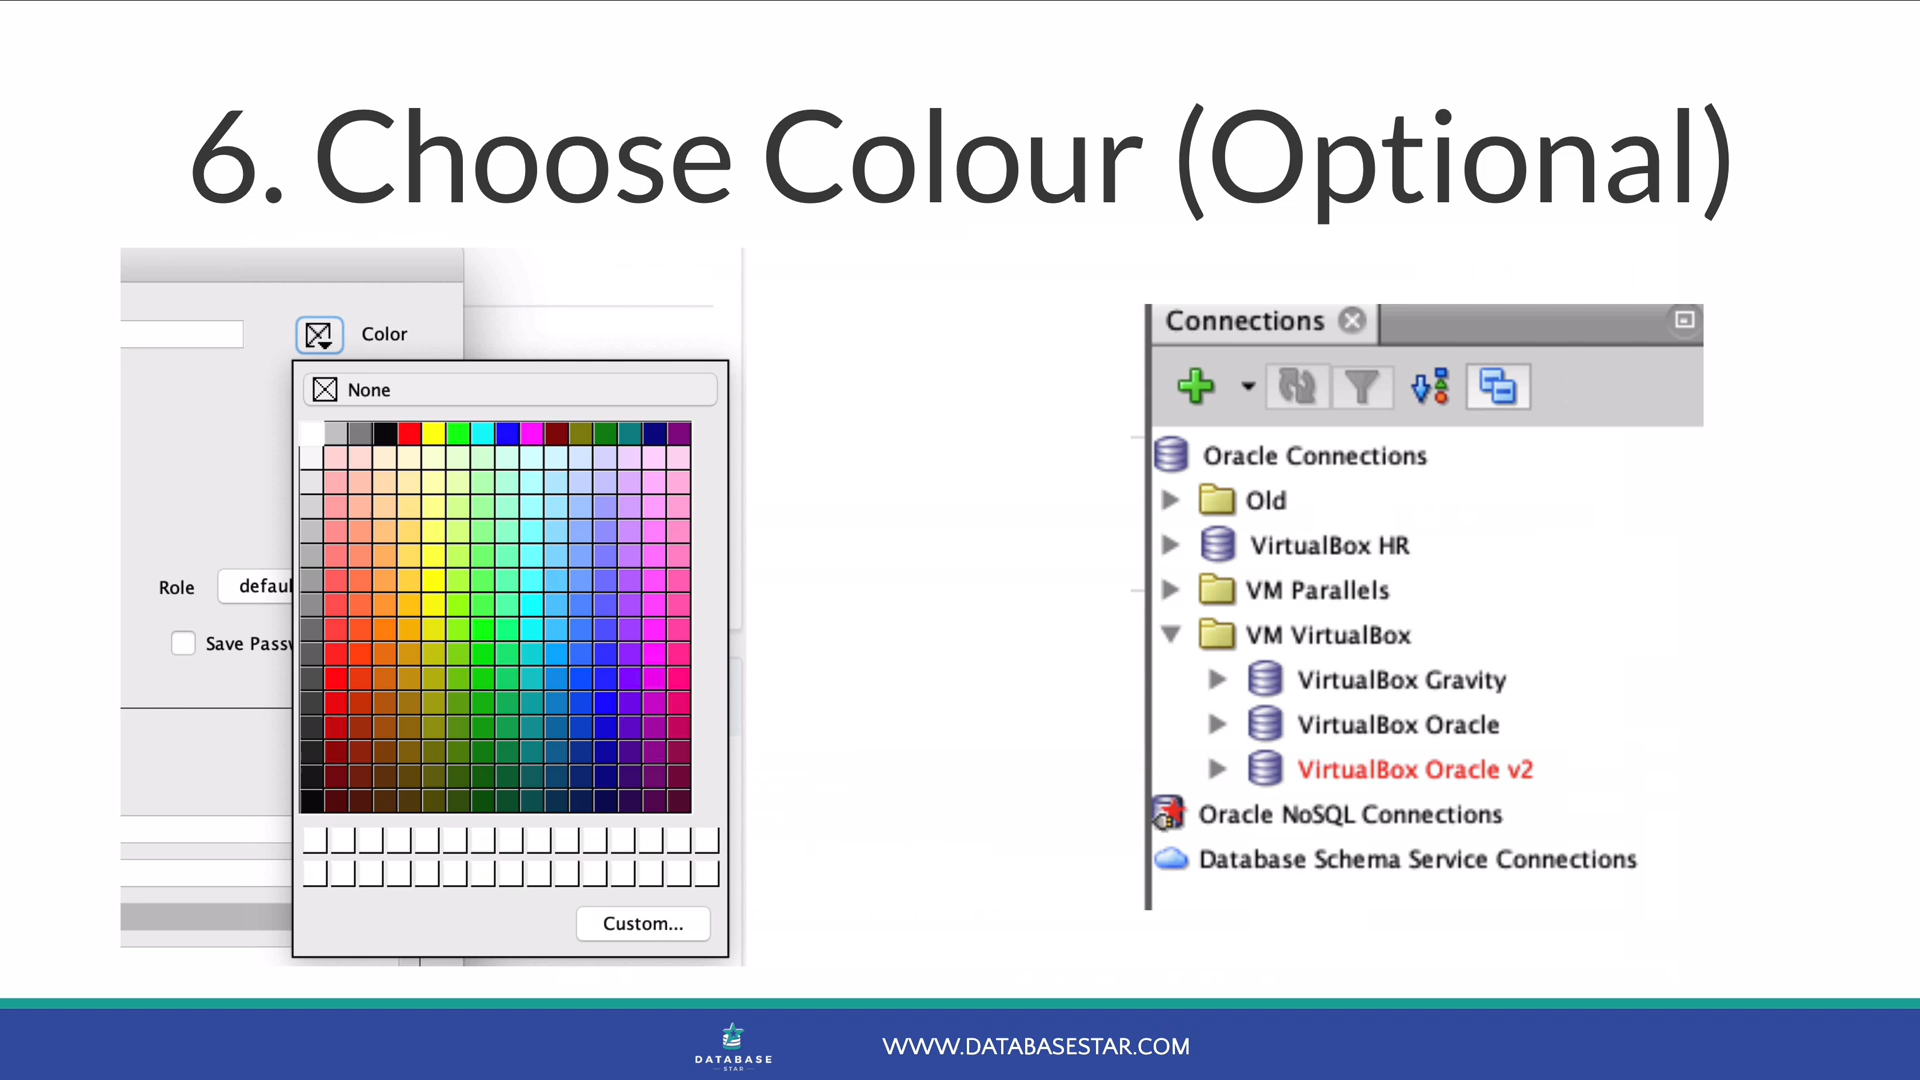 6. Choose Colour (Optional)
Color
None
Role
defaul
Save Passw
Custom...
Connections
Oracle Connections
Old
VirtualBox HR
VM Parallels
VM VirtualBox
VirtualBox Gravity
VirtualBox Oracle
VirtualBox Oracle v2
Oracle NoSQL Connections
Database Schema Service Connections
DATABASE
STAR
WWW.DATABASESTAR.COM